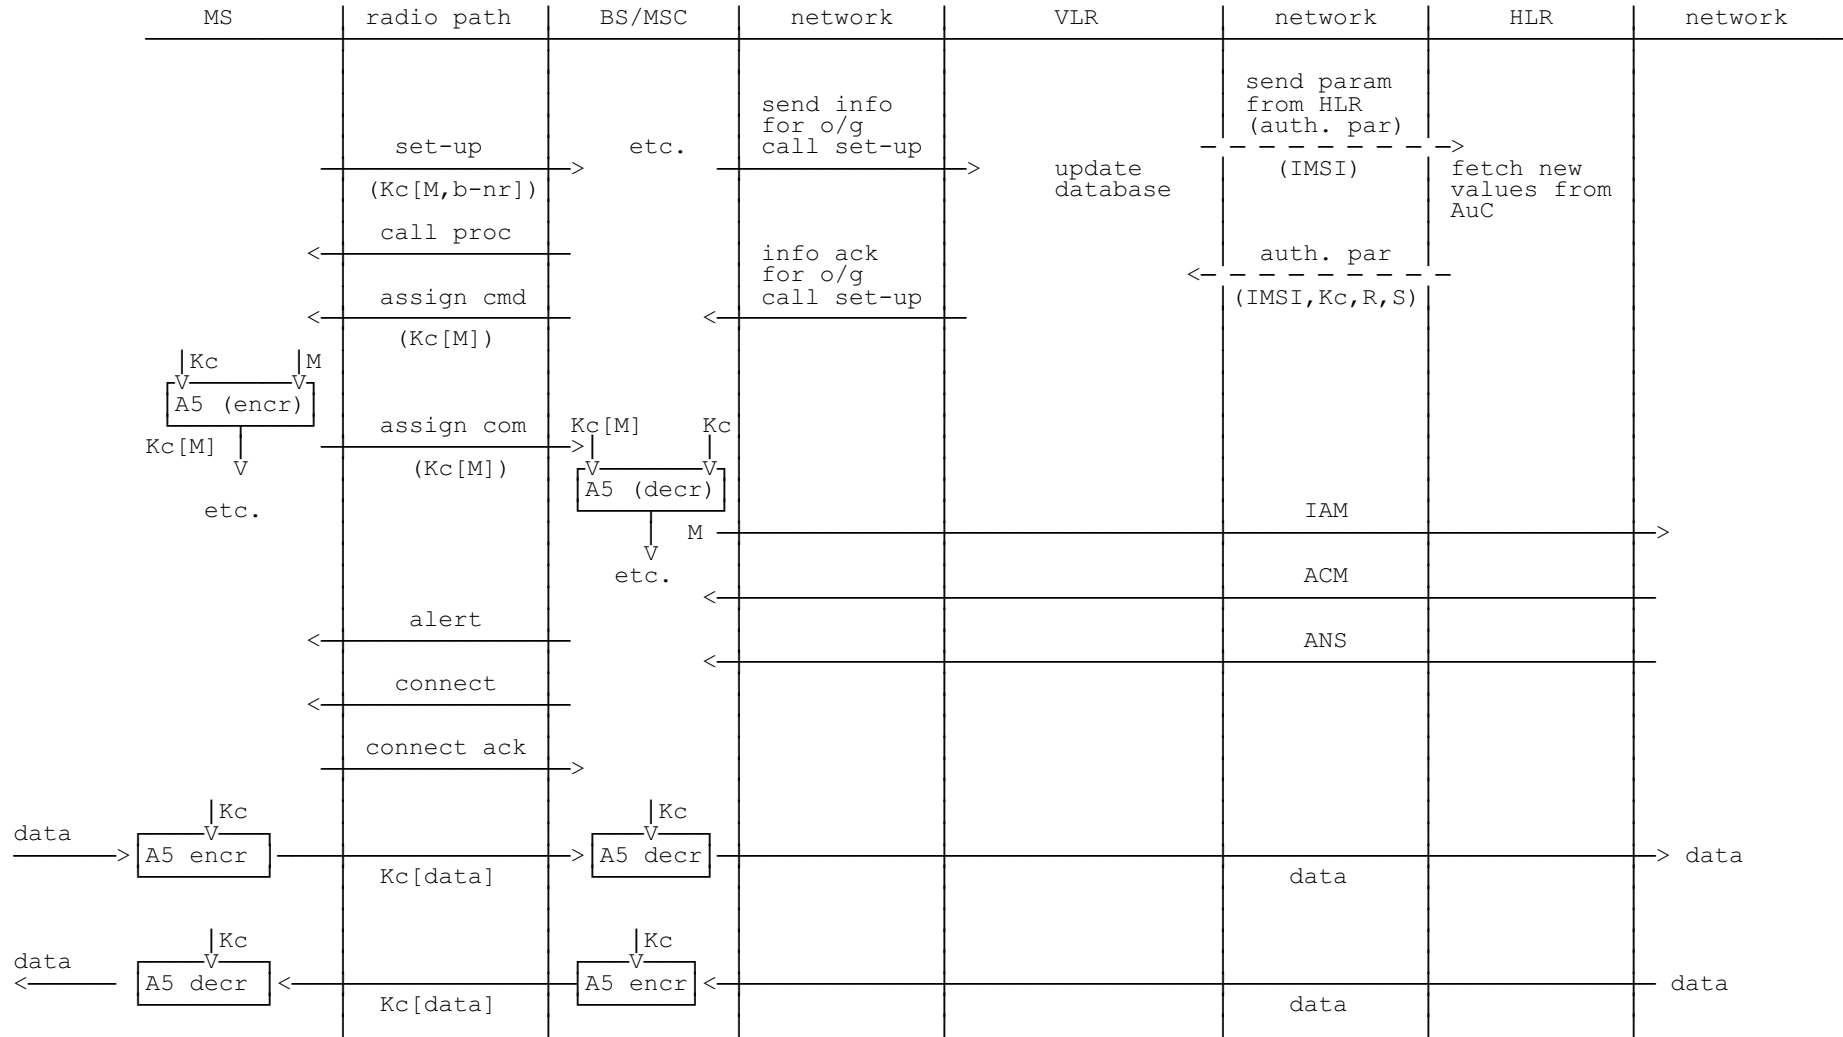 MS radio path BS/MSC network VLR network HLR network
send param
send info from HLR
for o/g (auth. par)
set-up etc. call set-up
update (IMSI) fetch new
(Kc[M,b-nr]) database values from
AuC
call proc
info ack auth. par
for o/g
assign cmd call set-up (IMSI,Kc,R,S)
(Kc[M])
Kc M
A5 (encr)
assign com Kc[M] Kc
Kc[M]
(Kc[M])
A5 (decr)
etc. IAM
M
etc. ACM
alert
ANS
connect
connect ack
Kc Kc
data
A5 encr A5 decr data
Kc[data] data
Kc Kc
data
A5 decr A5 encr data
Kc[data] data